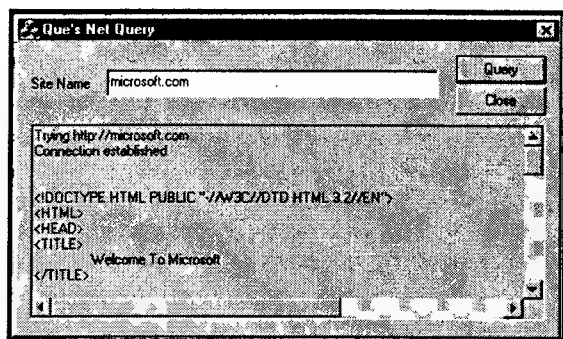 Que's Net Query
Site Name microsoft.com
Query
Close
Trying http://microsoft.com
Connection established
<!DOCTYPE HTML PUBLIC "-//W3C//DTD HTML 3.2//EN">
<HTML>
<HEAD>
<TITLE>
Welcome To Microsoft
</TITLE>